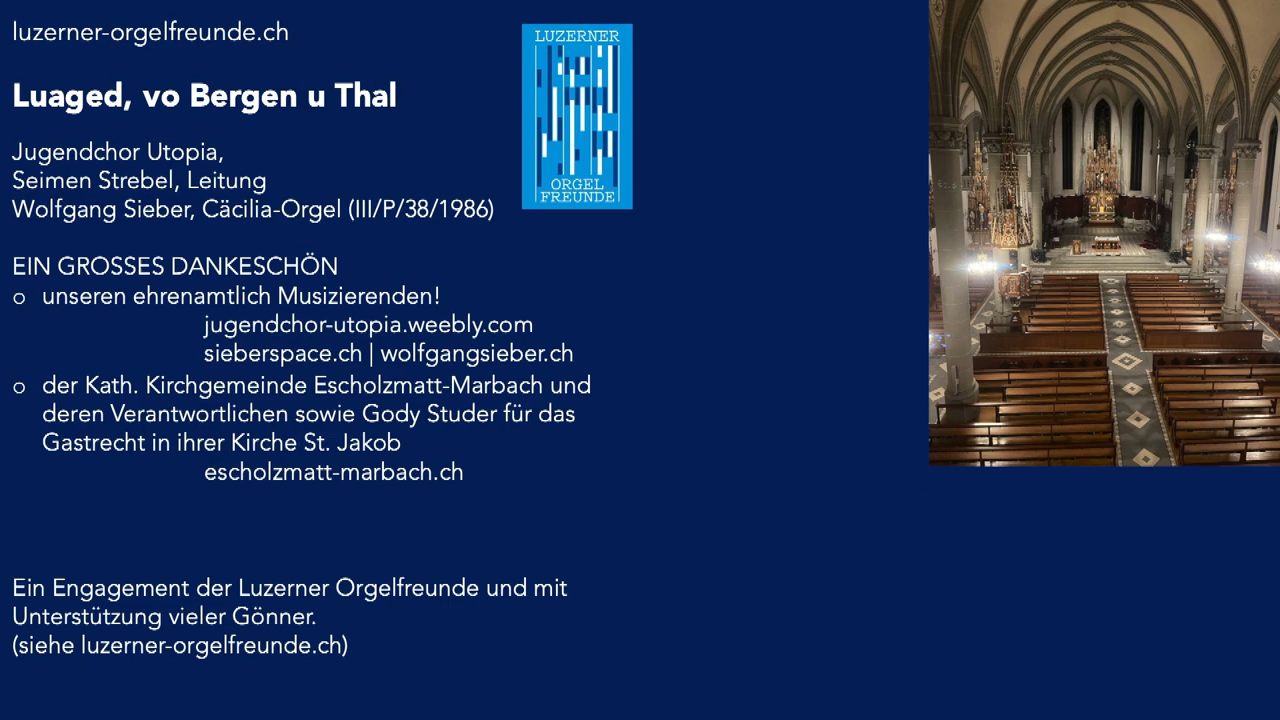 luzerner-orgelfreunde.ch
LUZERNER
ORGEL
FREUNDE
Luaged, vo Bergen u Thal
Jugendchor Utopia,
Seimen Strebel, Leitung
Wolfgang Sieber, Cäcilia-Orgel (III/P/38/1986)
EIN GROSSES DANKESCHÖN
o unseren ehrenamtlich Musizierenden!
jugendchor-utopia.weebly.com
sieberspace.ch | wolfgangsieber.ch
o der Kath. Kirchgemeinde Escholzmatt-Marbach und
deren Verantwortlichen sowie Gody Studer für das
Gastrecht in ihrer Kirche St. Jakob
escholzmatt-marbach.ch
Ein Engagement der Luzerner Orgelfreunde und mit
Unterstützung vieler Gönner.
(siehe luzerner-orgelfreunde.ch)